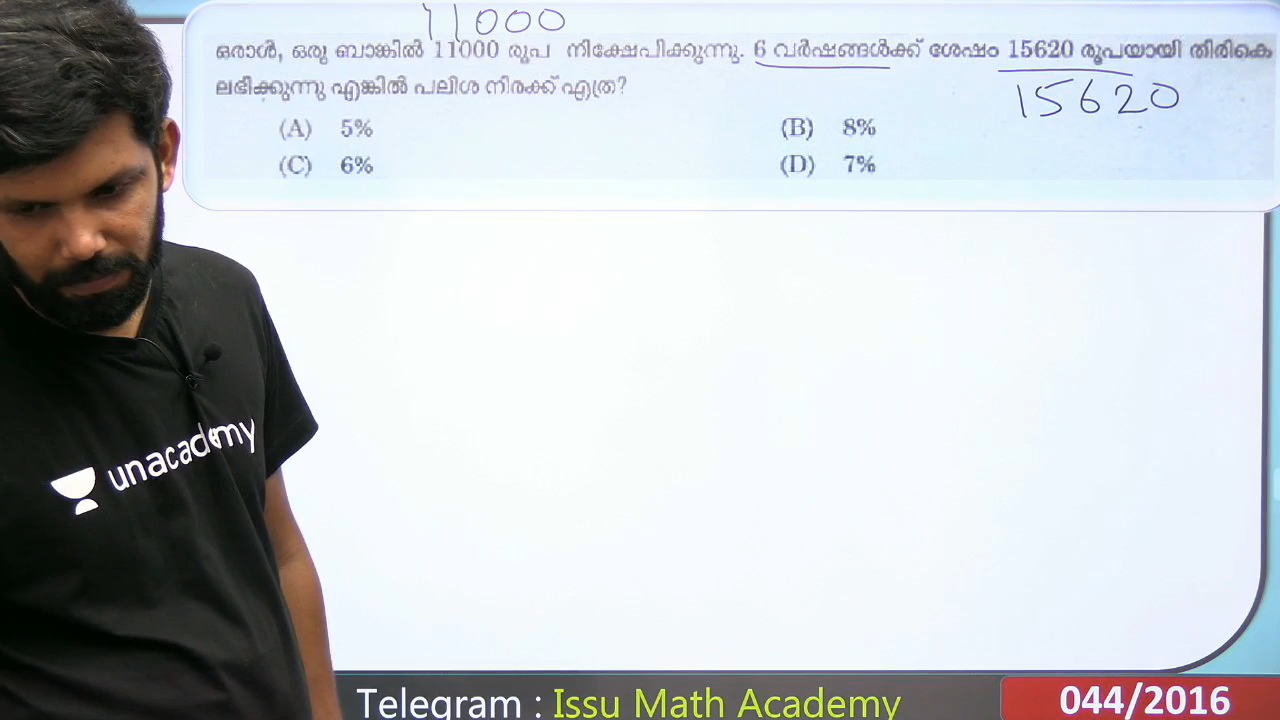 11000
ഒരാൾ, ഒരു ബാങ്കിൽ 11000 രൂപ നിക്ഷേപിക്കുന്നു. 6 വർഷങ്ങൾക്ക് ശേഷം 15620 രൂപയായി തിരികെ
ലഭിക്കുന്നു എങ്കിൽ പലിശ നിരക്ക് എത്ര?
15620
(A) 5% (B) 8%
(C) 6% (D) 7%
unacademy
Telegram : Issu Math Academy
044/2016